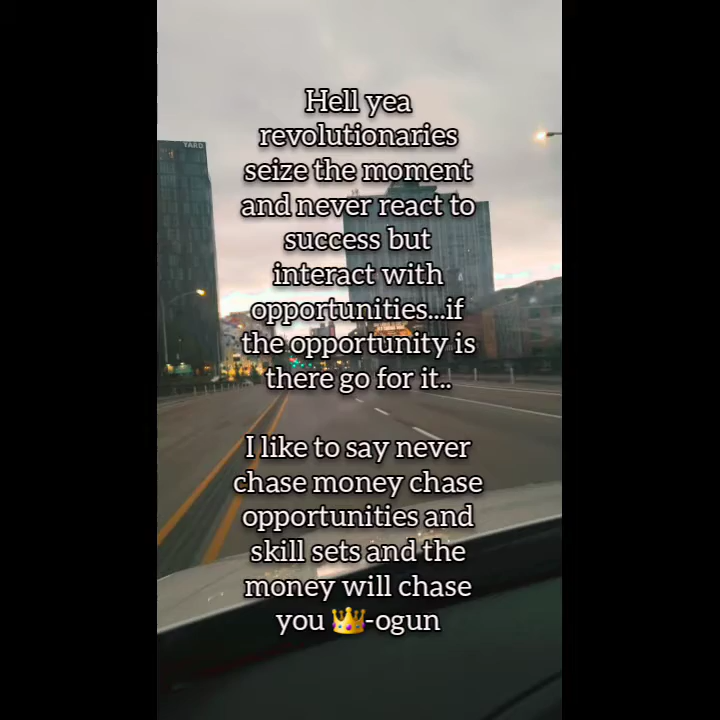 YARD
Hell yea
revolutionaries
seize the moment
and never react to
success but
interact with
opportunities...if
the opportunity is
there go for it..
I like to say never
chase money chase
opportunities and
skill sets and the
money will chase
you 👑-ogun